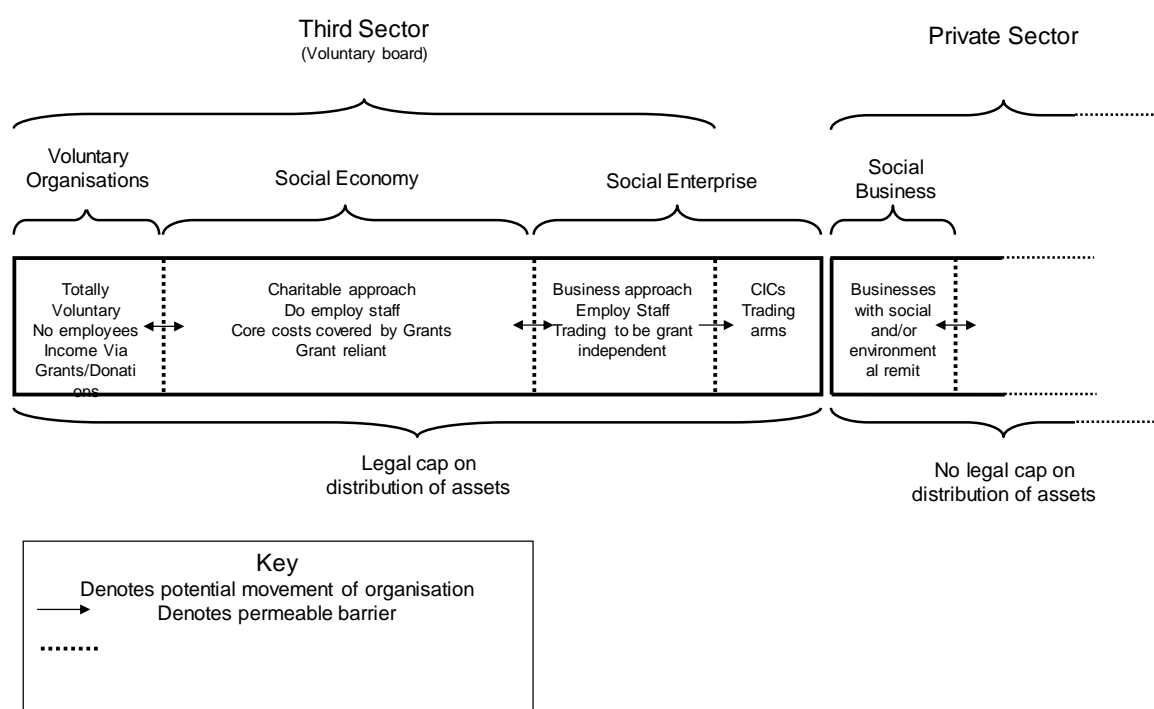 Third Sector
(Voluntary board)
Private Sector
Voluntary
Organisations
Social Economy
Social Enterprise
Social
Business
Totally
Voluntary
No employees
Income Via
Grants/Donati
ons
Charitable approach
Do employ staff
Core costs covered by Grants
Grant reliant
Business approach
Employ Staff
Trading to be grant
independent
CICs
Trading
arms
Businesses
with social
and/or
environment
al remit
Legal cap on
distribution of assets
No legal cap on
distribution of assets
Key
Denotes potential movement of organisation
Denotes permeable barrier